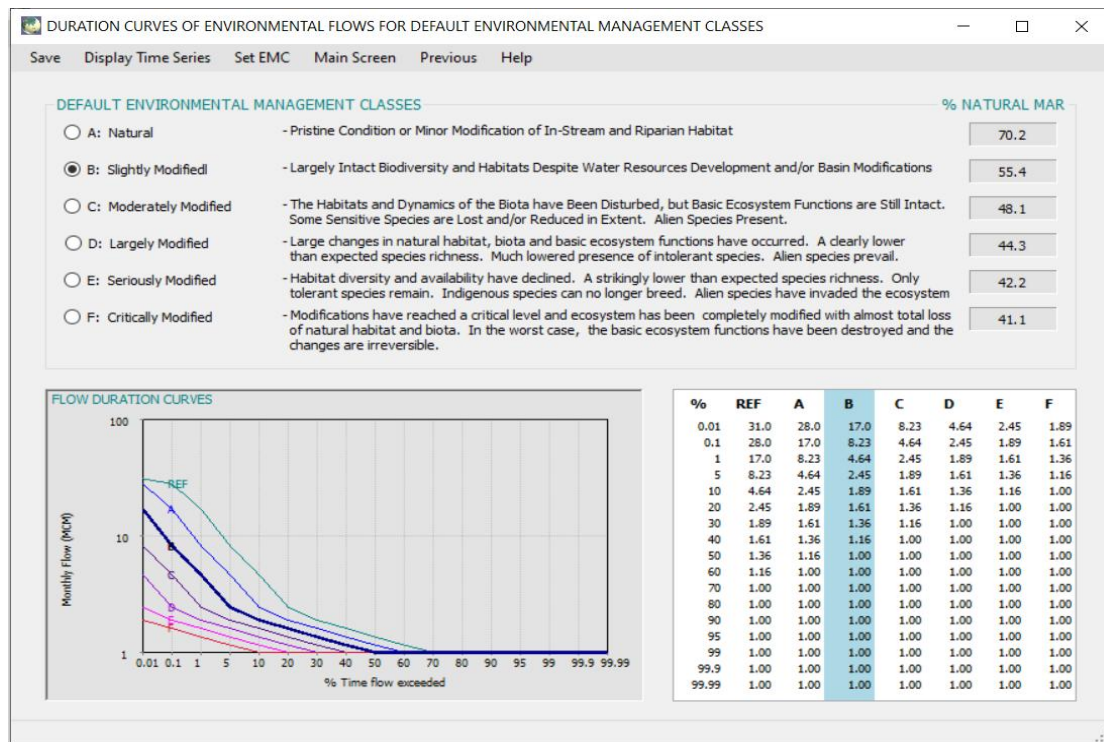 DURATION CURVES OF ENVIRONMENTAL FLOWS FOR DEFAULT ENVIRONMENTAL MANAGEMENT CLASSES
Save Display Time Series Set EMC Main Screen Previous Help
DEFAULT ENVIRONMENTAL MANAGEMENT CLASSES % NATURAL MAR
A: Natural - Pristine Condition or Minor Modification of In-Stream and Riparian Habitat 70.2
B: Slightly Modifiedl - Largely Intact Biodiversity and Habitats Despite Water Resources Development and/or Basin Modifications 55.4
C: Moderately Modified - The Habitats and Dynamics of the Biota have Been Disturbed, but Basic Ecosystem Functions are Still Intact. 48.1
Some Sensitive Species are Lost and/or Reduced in Extent. Alien Species Present.
D: Largely Modified - Large changes in natural habitat, biota and basic ecosystem functions have occurred. A clearly lower 44.3
than expected species richness. Much lowered presence of intolerant species. Alien species prevail.
E: Seriously Modified - Habitat diversity and availability have declined. A strikingly lower than expected species richness. Only 42.2
tolerant species remain. Indigenous species can no longer breed. Alien species have invaded the ecosystem
F: Critically Modified - Modifications have reached a critical level and ecosystem has been completely modified with almost total loss 41.1
of natural habitat and biota. In the worst case, the basic ecosystem functions have been destroyed and the
changes are irreversible.
FLOW DURATION CURVES
100
10
1
Monthly Flow (MCM)
REF
A
B
C
D
E
F
0.01 0.1 1 5 10 20 30 40 50 60 70 80 90 95 99 99.9 99.99
% Time flow exceeded
% REF A B C D E F
0.01 31.0 28.0 17.0 8.23 4.64 2.45 1.89
0.1 28.0 17.0 8.23 4.64 2.45 1.89 1.61
1 17.0 8.23 4.64 2.45 1.89 1.61 1.36
5 8.23 4.64 2.45 1.89 1.61 1.36 1.16
10 4.64 2.45 1.89 1.61 1.36 1.16 1.00
20 2.45 1.89 1.61 1.36 1.16 1.00 1.00
30 1.89 1.61 1.36 1.16 1.00 1.00 1.00
40 1.61 1.36 1.16 1.00 1.00 1.00 1.00
50 1.36 1.16 1.00 1.00 1.00 1.00 1.00
60 1.16 1.00 1.00 1.00 1.00 1.00 1.00
70 1.00 1.00 1.00 1.00 1.00 1.00 1.00
80 1.00 1.00 1.00 1.00 1.00 1.00 1.00
90 1.00 1.00 1.00 1.00 1.00 1.00 1.00
95 1.00 1.00 1.00 1.00 1.00 1.00 1.00
99 1.00 1.00 1.00 1.00 1.00 1.00 1.00
99.9 1.00 1.00 1.00 1.00 1.00 1.00 1.00
99.99 1.00 1.00 1.00 1.00 1.00 1.00 1.00